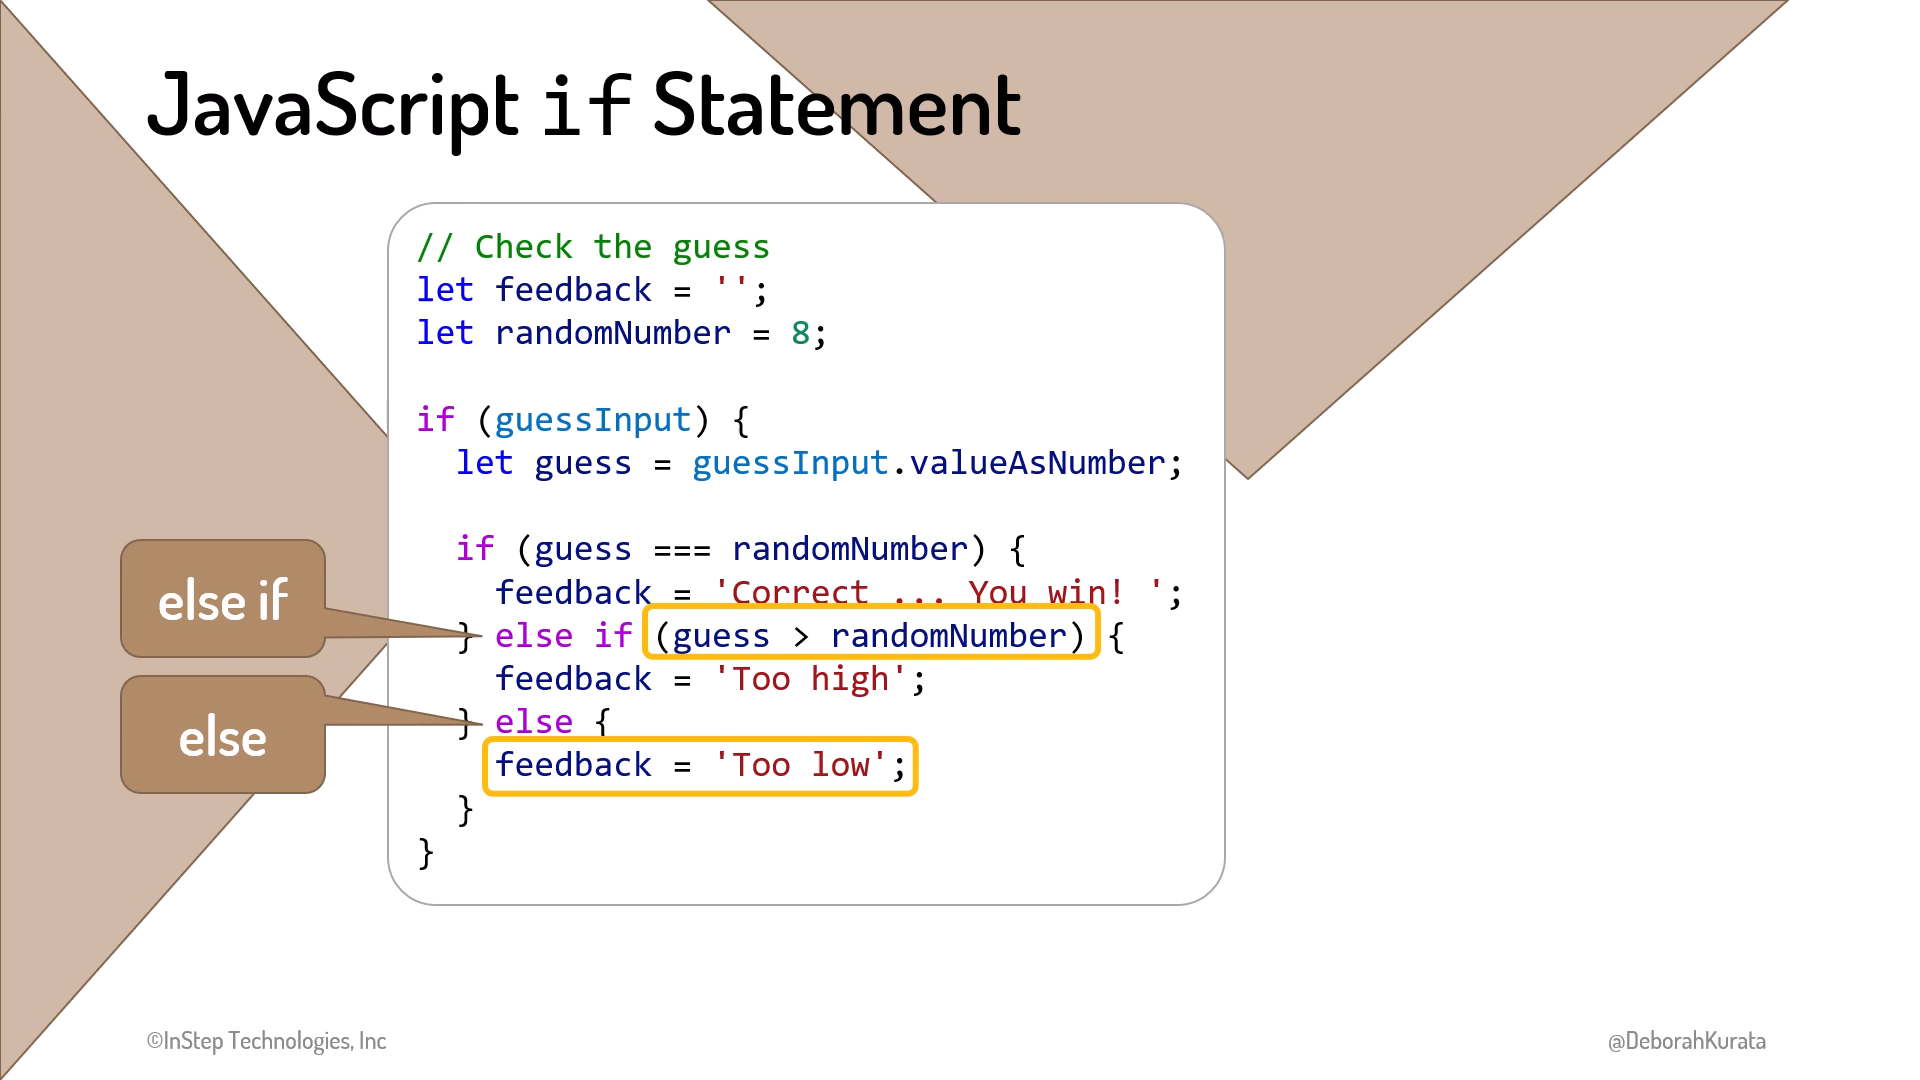 JavaScript if Statement
// Check the guess
let feedback = '';
let randomNumber = 8;
if (guessInput) {
let guess = guessInput.valueAsNumber;
if (guess === randomNumber) {
feedback = 'Correct ... You win! ';
} else if (guess > randomNumber) {
feedback = 'Too high';
} else {
feedback = 'Too low';
}
}
else if
else
©InStep Technologies, Inc
@DeborahKurata